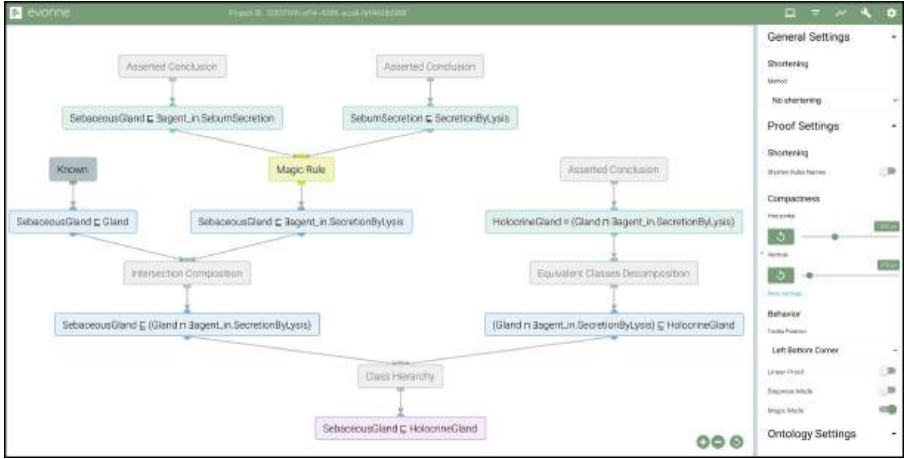 evonne
Project ID:
General Settings
Shortening
Method
No shortening
Proof Settings
Shortening
Shorten Rules Names
Compactness
Horizontal
Vertical
More settings...
Behavior
Tooltip Position
Left Bottom Corner
Linear Proof
Stepwise Mode
Magic Mode
Ontology Settings
Asserted Conclusion
Asserted Conclusion
SebaceousGland ⊑ ∃agent_in.SebumSecretion
SebumSecretion ⊑ SecretionByLysis
Known
Magic Rule
Asserted Conclusion
SebaceousGland ⊑ Gland
SebaceousGland ⊑ ∃agent_in.SecretionByLysis
HolocrineGland ≡ (Gland ⊓ ∃agent_in.SecretionByLysis)
Intersection Composition
Equivalent Classes Decomposition
SebaceousGland ⊑ (Gland ⊓ ∃agent_in.SecretionByLysis)
(Gland ⊓ ∃agent_in.SecretionByLysis) ⊑ HolocrineGland
Class Hierarchy
SebaceousGland ⊑ HolocrineGland